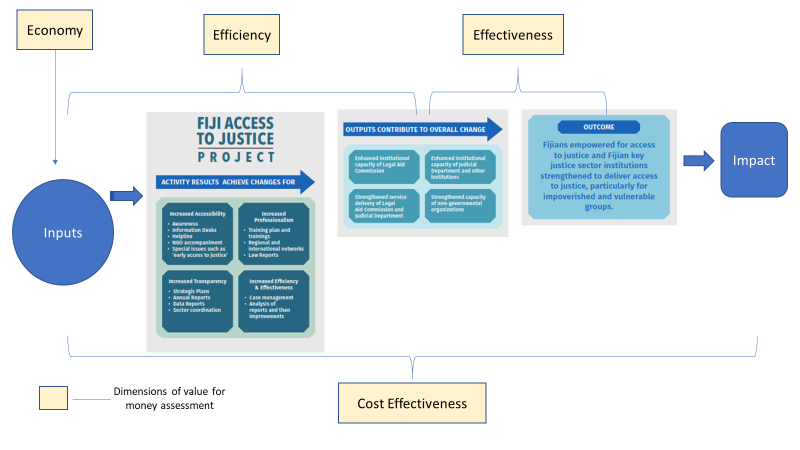 Economy
Efficiency
Effectiveness
FIJI ACCESS
TO JUSTICE
PROJECT
ACTIVITY RESULTS ACHIEVE CHANGES FOR
Increased Accessibility
• Awareness
• Information Desks
• Helpline
• NGO accompaniment
• Special issues such as
'early access to justice'
Increased
Professionalism
• Training plan and
trainings
• Regional and
international networks
• Law Reports
Increased Transparency
• Strategic Plans
• Annual Reports
• Data Reports
• Sector coordination
Increased Efficiency
& Effectiveness
• Case management
• Analysis of
reports and then
improvements
OUTPUTS CONTRIBUTE TO OVERALL CHANGE
Enhanced institutional
capacity of Legal Aid
Commission
Enhanced institutional
capacity of Judicial
Department and other
institutions
Strengthened service
delivery of Legal
Aid Commission and
Judicial Department
Strengthened capacity
of non-governmental
organizations
OUTCOME
Fijians empowered for access
to justice and Fijian key
justice sector institutions
strengthened to deliver access
to justice, particularly for
impoverished and vulnerable
groups.
Impact
Inputs
Dimensions of value for
money assessment
Cost Effectiveness